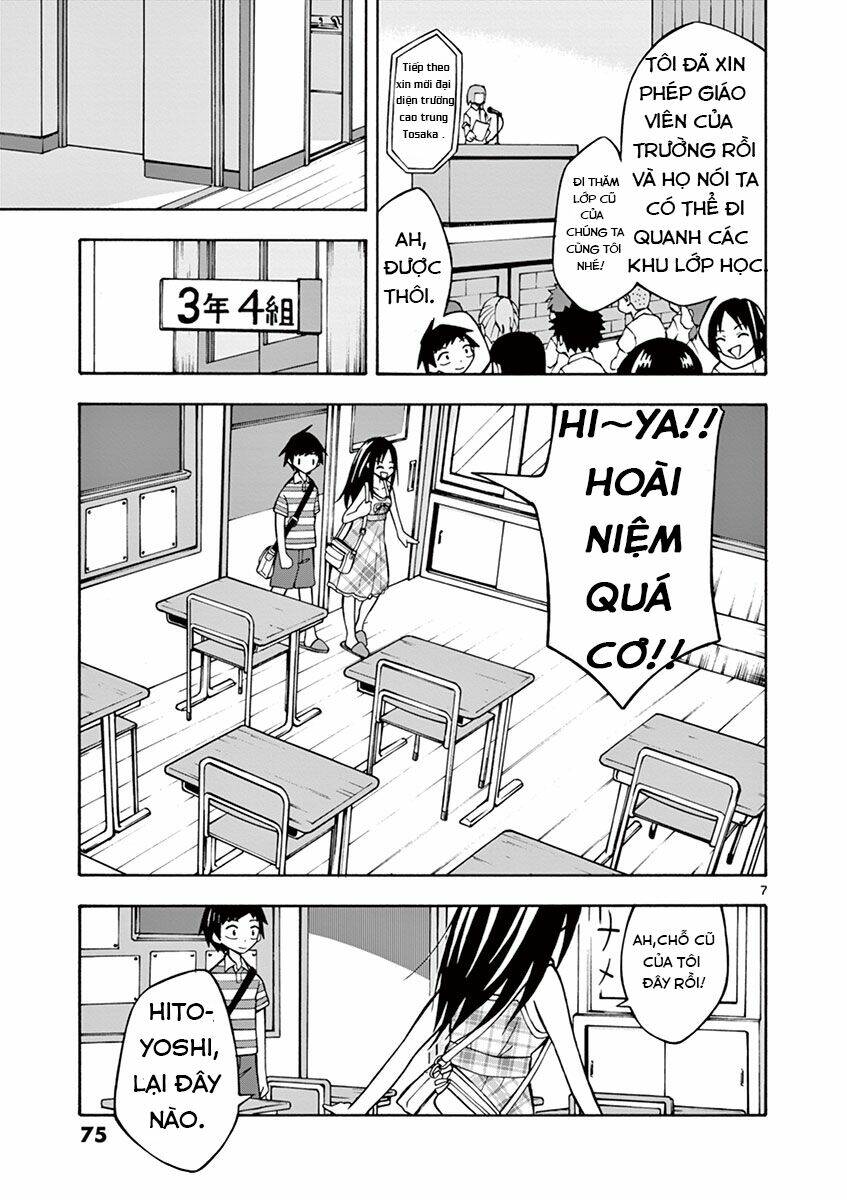 TÔI ĐÃ XIN
PHÉP GIÁO
VIÊN CỦA
TRƯỜNG RỒI
VÀ HỌ NÓI TA
CÓ THỂ ĐI
QUANH CÁC
KHU LỚP HỌC.
ĐI THĂM
LỚP CŨ
CỦA
CHÚNG TA
CÙNG TÔI
NHÉ!
Tiếp theo
xin mời đại
diện trường
cao trung
Tosaka .
AH,
ĐƯỢC
THÔI.
3年4組
HI~YA!!
HOÀI
NIỆM
QUÁ
CƠ!!
7
AH,CHỖ CŨ
CỦA TÔI
ĐÂY RỒI!
HITO-
YOSHI,
LẠI ĐÂY
NÀO.
75